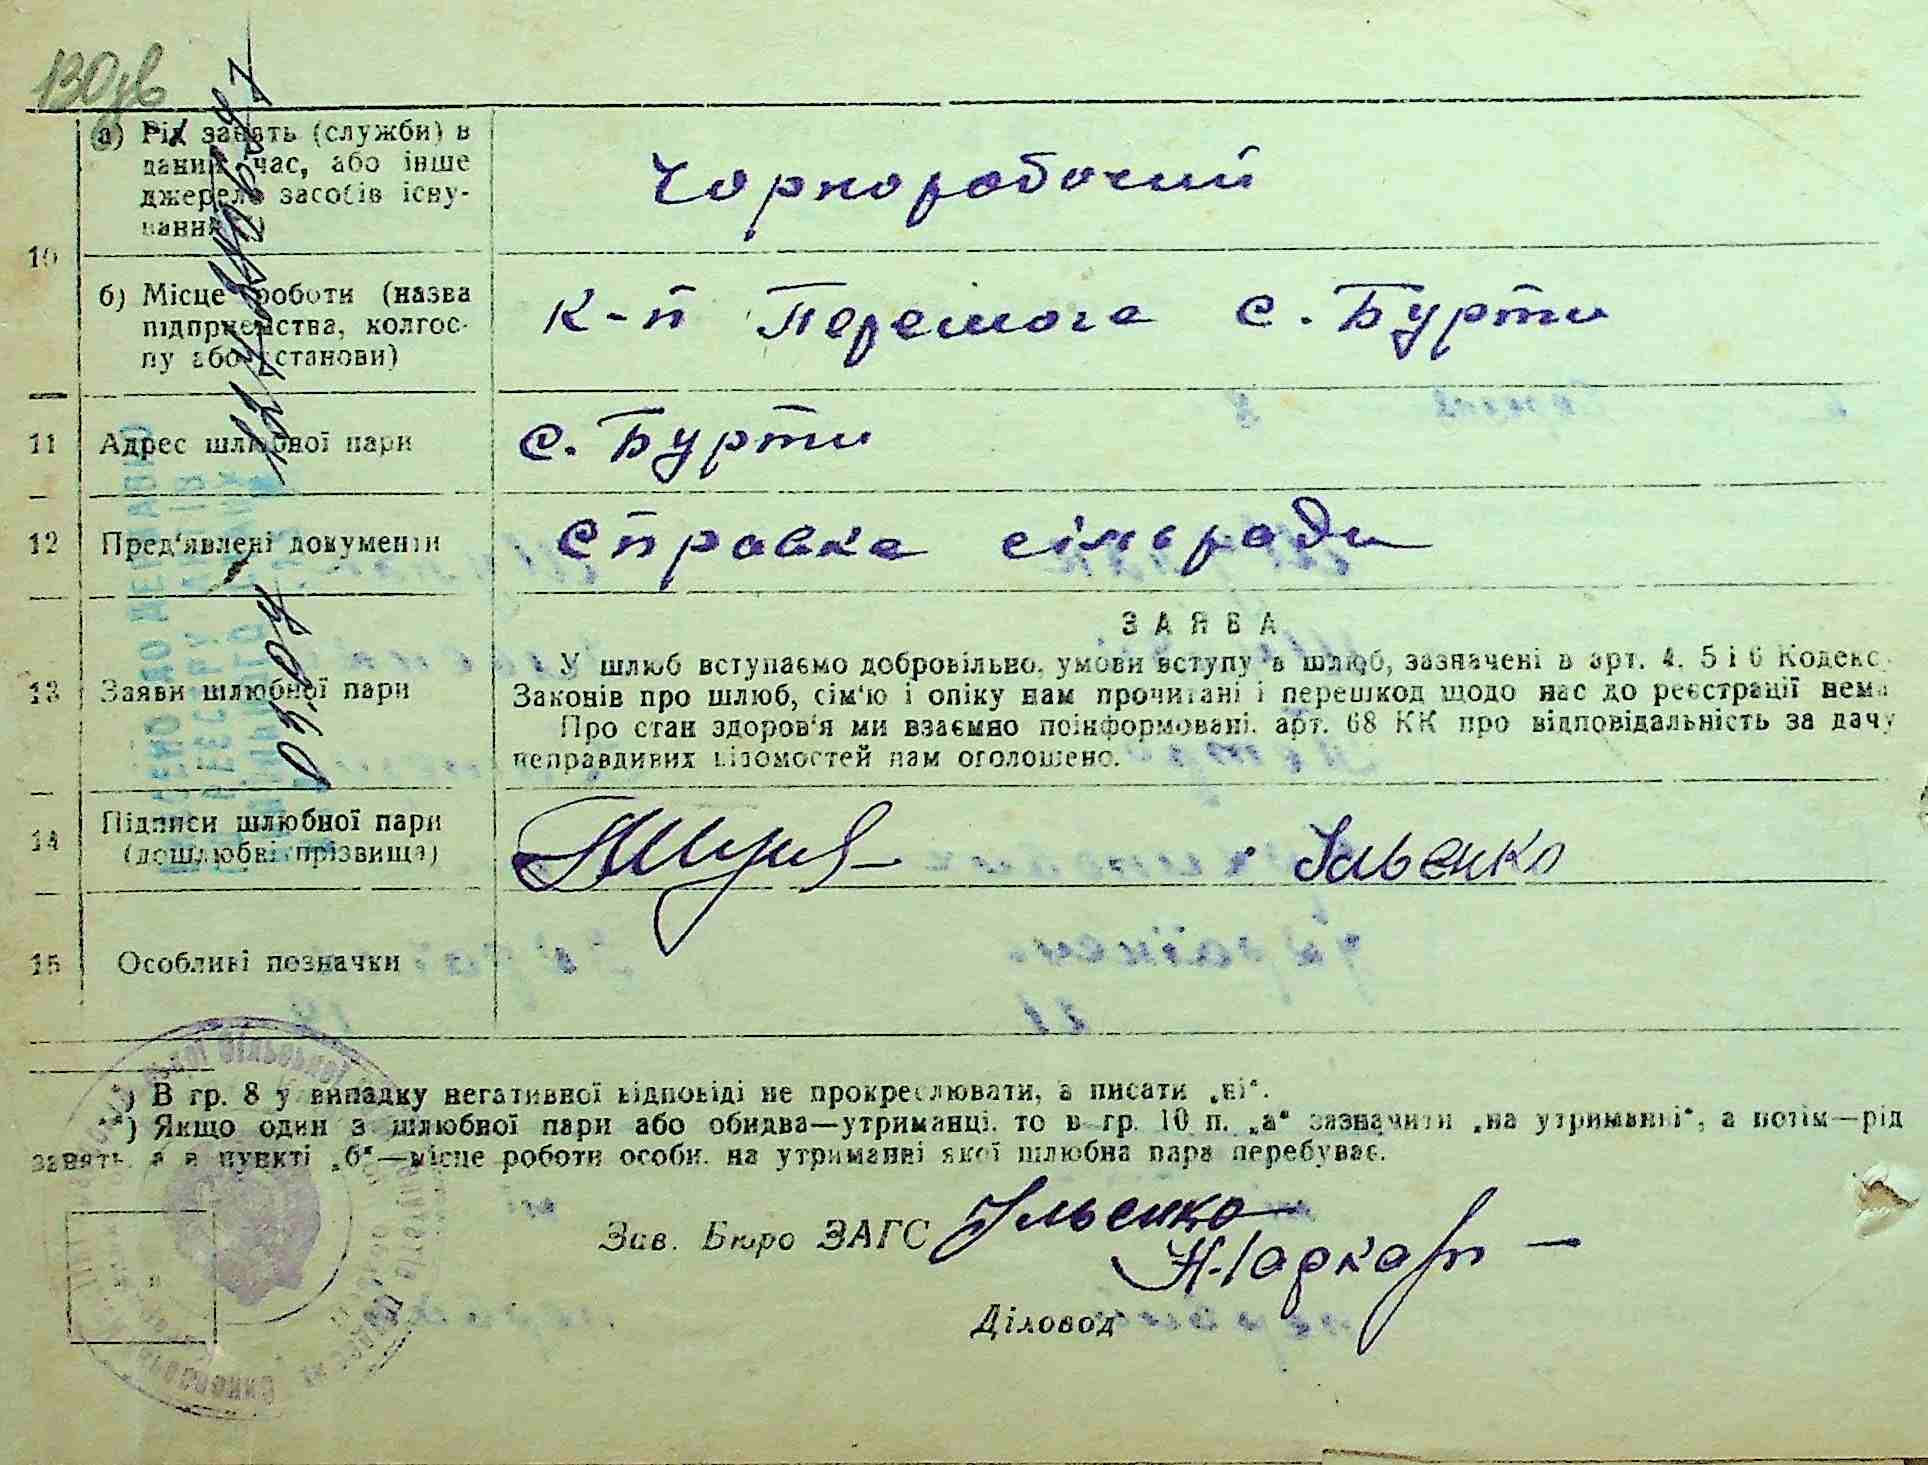 130
а) Рід занять (служби) в
даний час, або інше
джерело засобів існу-
вання
Чорноробочий
10
б) Місце роботи (назва
підприємства, колгос-
пу або установи)
к-п Перемога с. Бурти
11 Адрес шлюбної пари
с. Бурти
12 Пред'явлені документи
Справка сільради
13 Заяви шлюбної пари
ЗАЯВА
У шлюб вступаємо добровільно, умови вступу в шлюб, зазначені в арт. 4, 5 і 6 Кодекс
Законів про шлюб, сім'ю і опіку нам прочитані і перешкод щодо нас до реєстрації нема
Про стан здоров'я ми взаємно поінформовані, арт. 68 КК про відповідальність за дачу
неправдивих відомостей нам оголошено.
14 Підписи шлюбної пари
(дошлюбні прізвища)
Ільєнко
15 Особливі позначки
*) В гр. 8 у випадку негативної відповіді не прокреслювати, а писати „ні“.
**) Якщо один з шлюбної пари або обидва—утриманці, то в гр. 10 п. „а“ зазначити „на утриманні“, а потім—рід
занять, а в пункті „б“—місце роботи особи, на утриманні якої шлюбна пара перебуває.
Зав. Бюро ЗАГС Ільєнко
Діловод